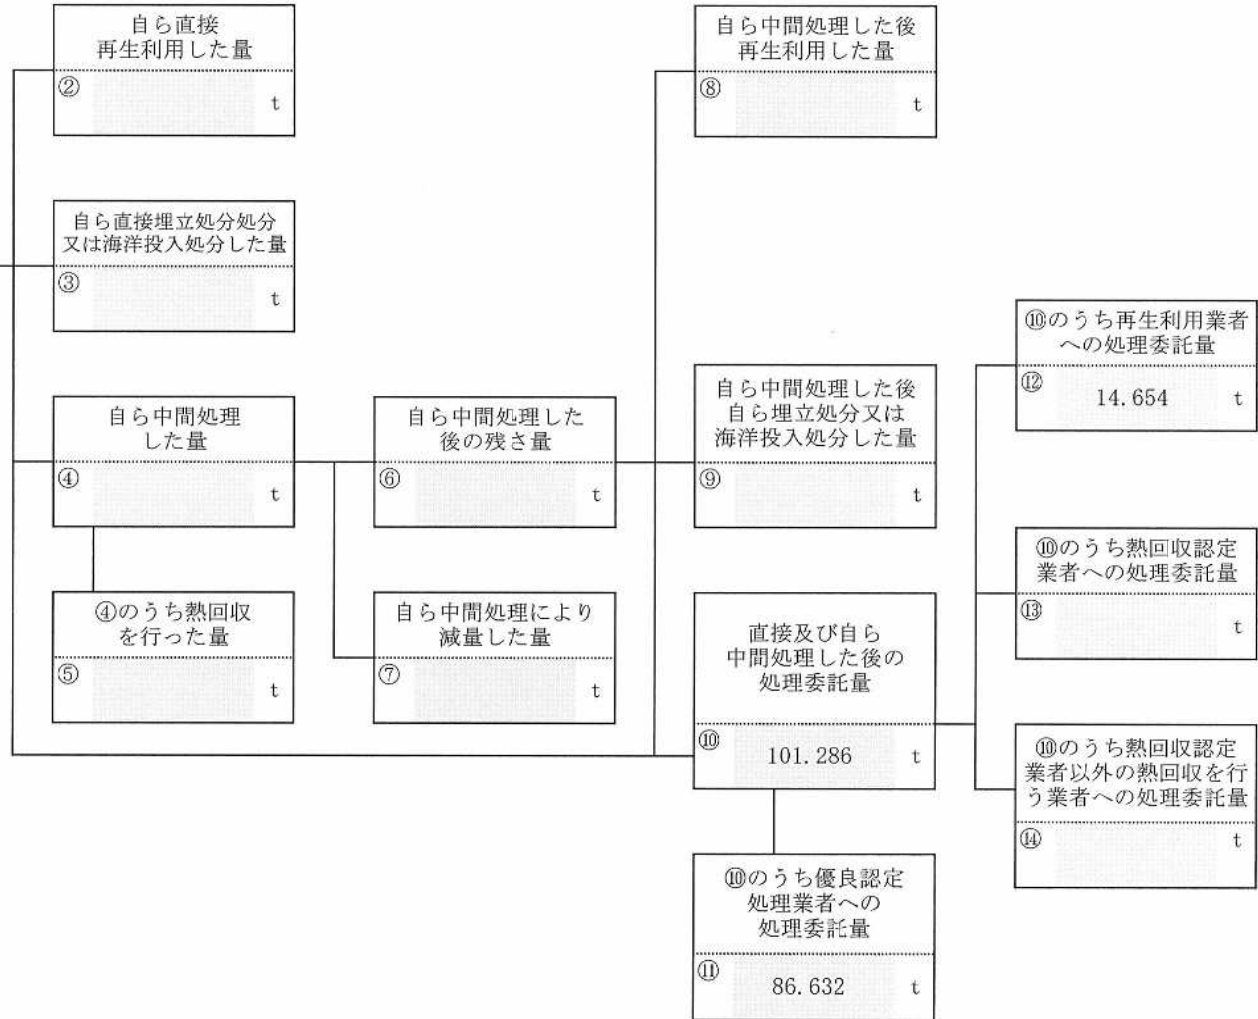 自ら直接
再生利用した量
② t
自ら直接埋立処分処分
又は海洋投入処分した量
③ t
自ら中間処理
した量
④ t
④のうち熱回収
を行った量
⑤ t
自ら中間処理した
後の残さ量
⑥ t
自ら中間処理により
減量した量
⑦ t
自ら中間処理した後
再生利用した量
⑧ t
自ら中間処理した後
自ら埋立処分又は
海洋投入処分した量
⑨ t
直接及び自ら
中間処理した後の
処理委託量
⑩ 101.286 t
⑩のうち優良認定
処理業者への
処理委託量
⑪ 86.632 t
⑩のうち再生利用業者
への処理委託量
⑫ 14.654 t
⑩のうち熱回収認定
業者への処理委託量
⑬ t
⑩のうち熱回収認定
業者以外の熱回収を行
う業者への処理委託量
⑭ t